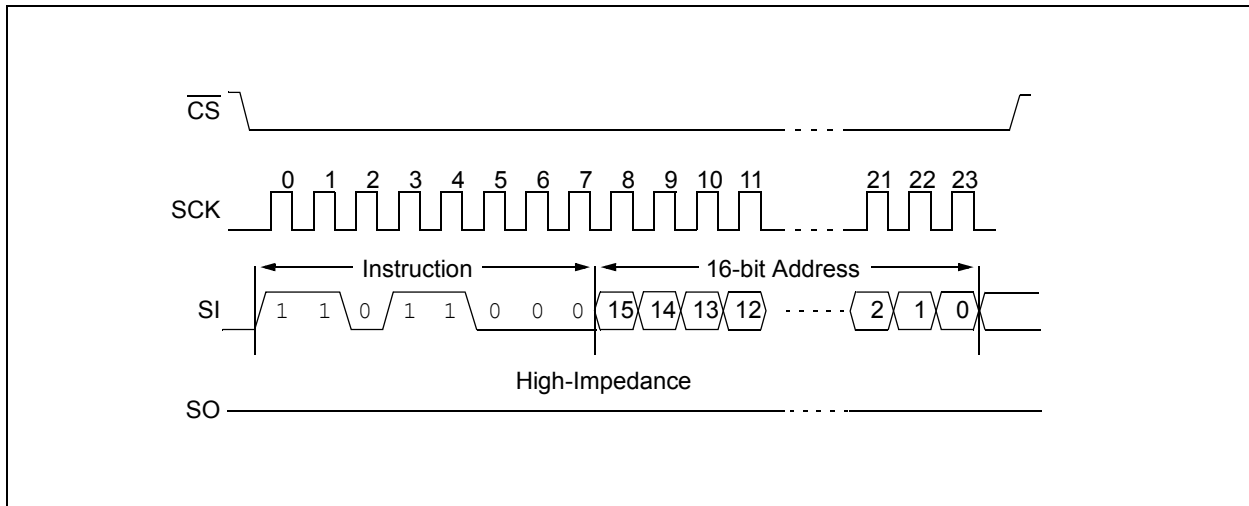 CS
0 1 2 3 4 5 6 7 8 9 10 11 21 22 23
SCK
Instruction 16-bit Address
SI 1 1 0 1 1 0 0 0 15 14 13 12 2 1 0
High-Impedance
SO